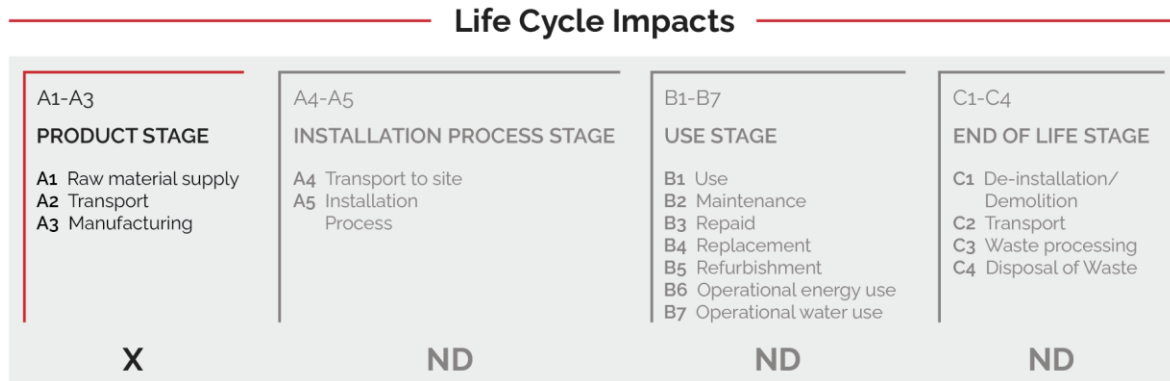 Life Cycle Impacts
A1-A3
PRODUCT STAGE
A1 Raw material supply
A2 Transport
A3 Manufacturing
X
A4-A5
INSTALLATION PROCESS STAGE
A4 Transport to site
A5 Installation
Process
ND
B1-B7
USE STAGE
B1 Use
B2 Maintenance
B3 Repaid
B4 Replacement
B5 Refurbishment
B6 Operational energy use
B7 Operational water use
ND
C1-C4
END OF LIFE STAGE
C1 De-installation/
Demolition
C2 Transport
C3 Waste processing
C4 Disposal of Waste
ND